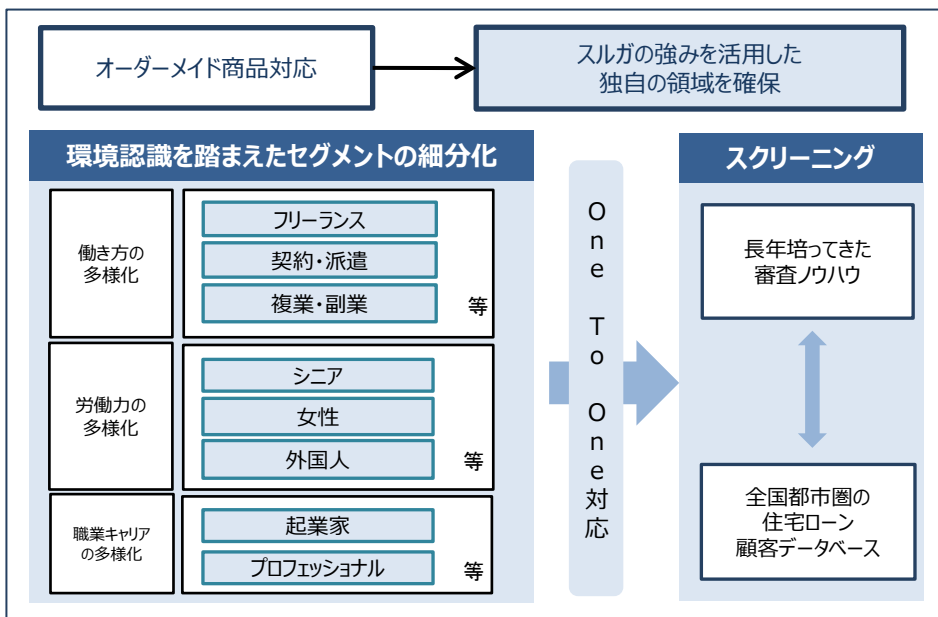 オーダーメイド商品対応
スルガの強みを活用した
独自の領域を確保
環境認識を踏まえたセグメントの細分化
働き方の
多様化
フリーランス
契約・派遣
複業・副業
等
労働力の
多様化
シニア
女性
外国人
等
職業キャリア
の多様化
起業家
プロフェッショナル
等
One To One対応
スクリーニング
長年培ってきた
審査ノウハウ
全国都市圏の
住宅ローン
顧客データベース